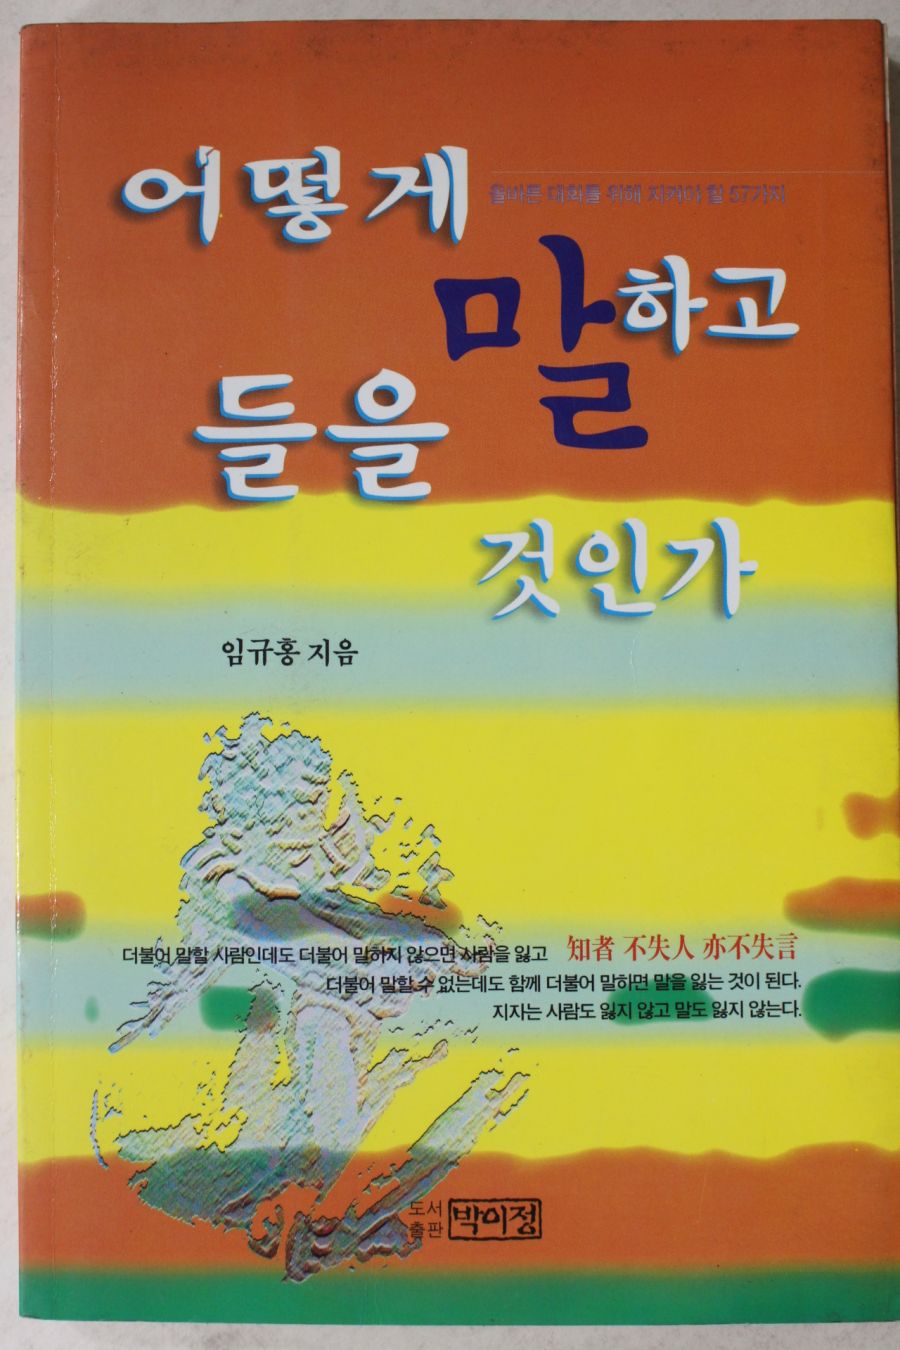 어떻게
올바른 대화를 위해 지켜야 할 57가지
말하고
들을
것인가
임규홍 지음
더불어 말할 사람인데도 더불어 말하지 않으면 사람을 잃고 知者 不失人 亦不失言
더불어 말할 수 없는데도 함께 더불어 말하면 말을 잃는 것이 된다.
지자는 사람도 잃지 않고 말도 잃지 않는다.
도서
출판 박이정